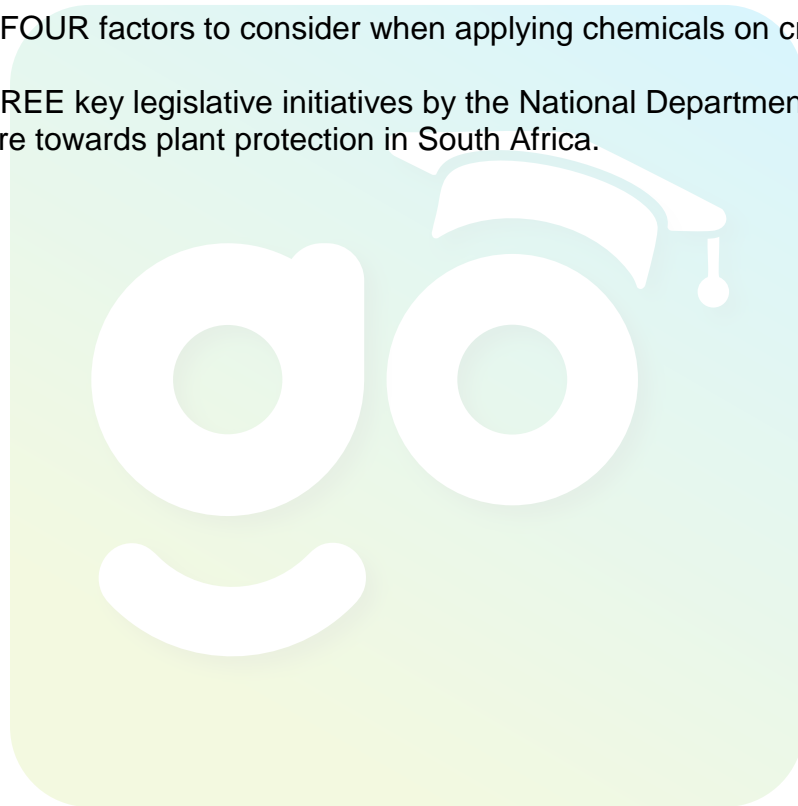 FOUR factors to consider when applying chemicals on c
REE key legislative initiatives by the National Departmen
re towards plant protection in South Africa.
go